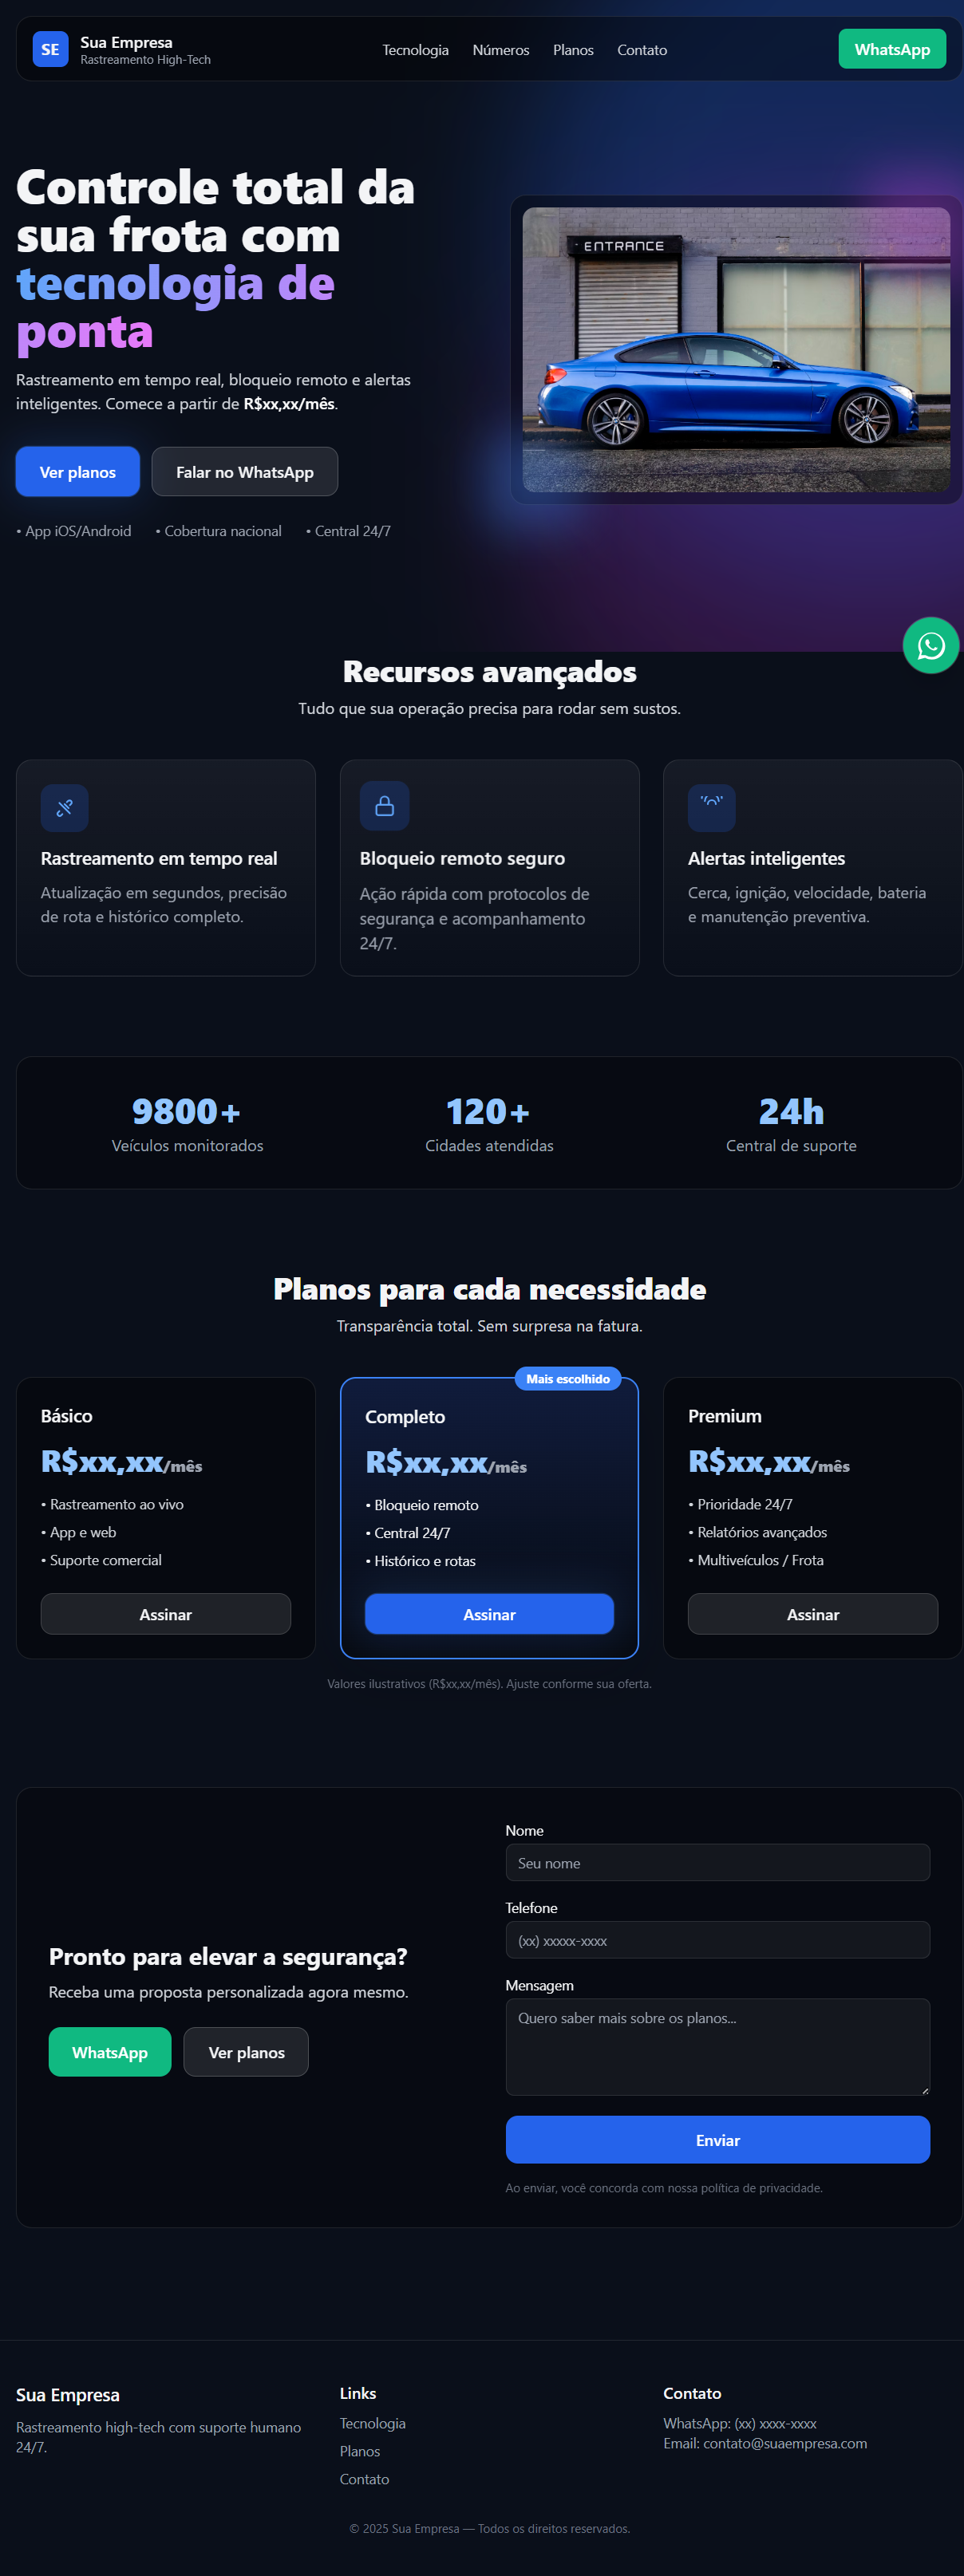 SE
Sua Empresa
Rastreamento High-Tech
Tecnologia
Números
Planos
Contato
WhatsApp
Controle total da
sua frota com
tecnologia de
ponta
Rastreamento em tempo real, bloqueio remoto e alertas
inteligentes. Comece a partir de R$xx,xx/mês.
Ver planos
Falar no WhatsApp
• App iOS/Android
• Cobertura nacional
• Central 24/7
ENTRANCE
Recursos avançados
Tudo que sua operação precisa para rodar sem sustos.
Rastreamento em tempo real
Atualização em segundos, precisão
de rota e histórico completo.
Bloqueio remoto seguro
Ação rápida com protocolos de
segurança e acompanhamento
24/7.
Alertas inteligentes
Cerca, ignição, velocidade, bateria
e manutenção preventiva.
9800+
Veículos monitorados
120+
Cidades atendidas
24h
Central de suporte
Planos para cada necessidade
Transparência total. Sem surpresa na fatura.
Básico
R$xx,xx/mês
• Rastreamento ao vivo
• App e web
• Suporte comercial
Assinar
Mais escolhido
Completo
R$xx,xx/mês
• Bloqueio remoto
• Central 24/7
• Histórico e rotas
Assinar
Premium
R$xx,xx/mês
• Prioridade 24/7
• Relatórios avançados
• Multiveículos / Frota
Assinar
Valores ilustrativos (R$xx,xx/mês). Ajuste conforme sua oferta.
Pronto para elevar a segurança?
Receba uma proposta personalizada agora mesmo.
WhatsApp
Ver planos
Nome
Seu nome
Telefone
(xx) xxxxx-xxxx
Mensagem
Quero saber mais sobre os planos...
Enviar
Ao enviar, você concorda com nossa política de privacidade.
Sua Empresa
Rastreamento high-tech com suporte humano
24/7.
Links
Tecnologia
Planos
Contato
Contato
WhatsApp: (xx) xxxx-xxxx
Email: contato@suaempresa.com
© 2025 Sua Empresa — Todos os direitos reservados.